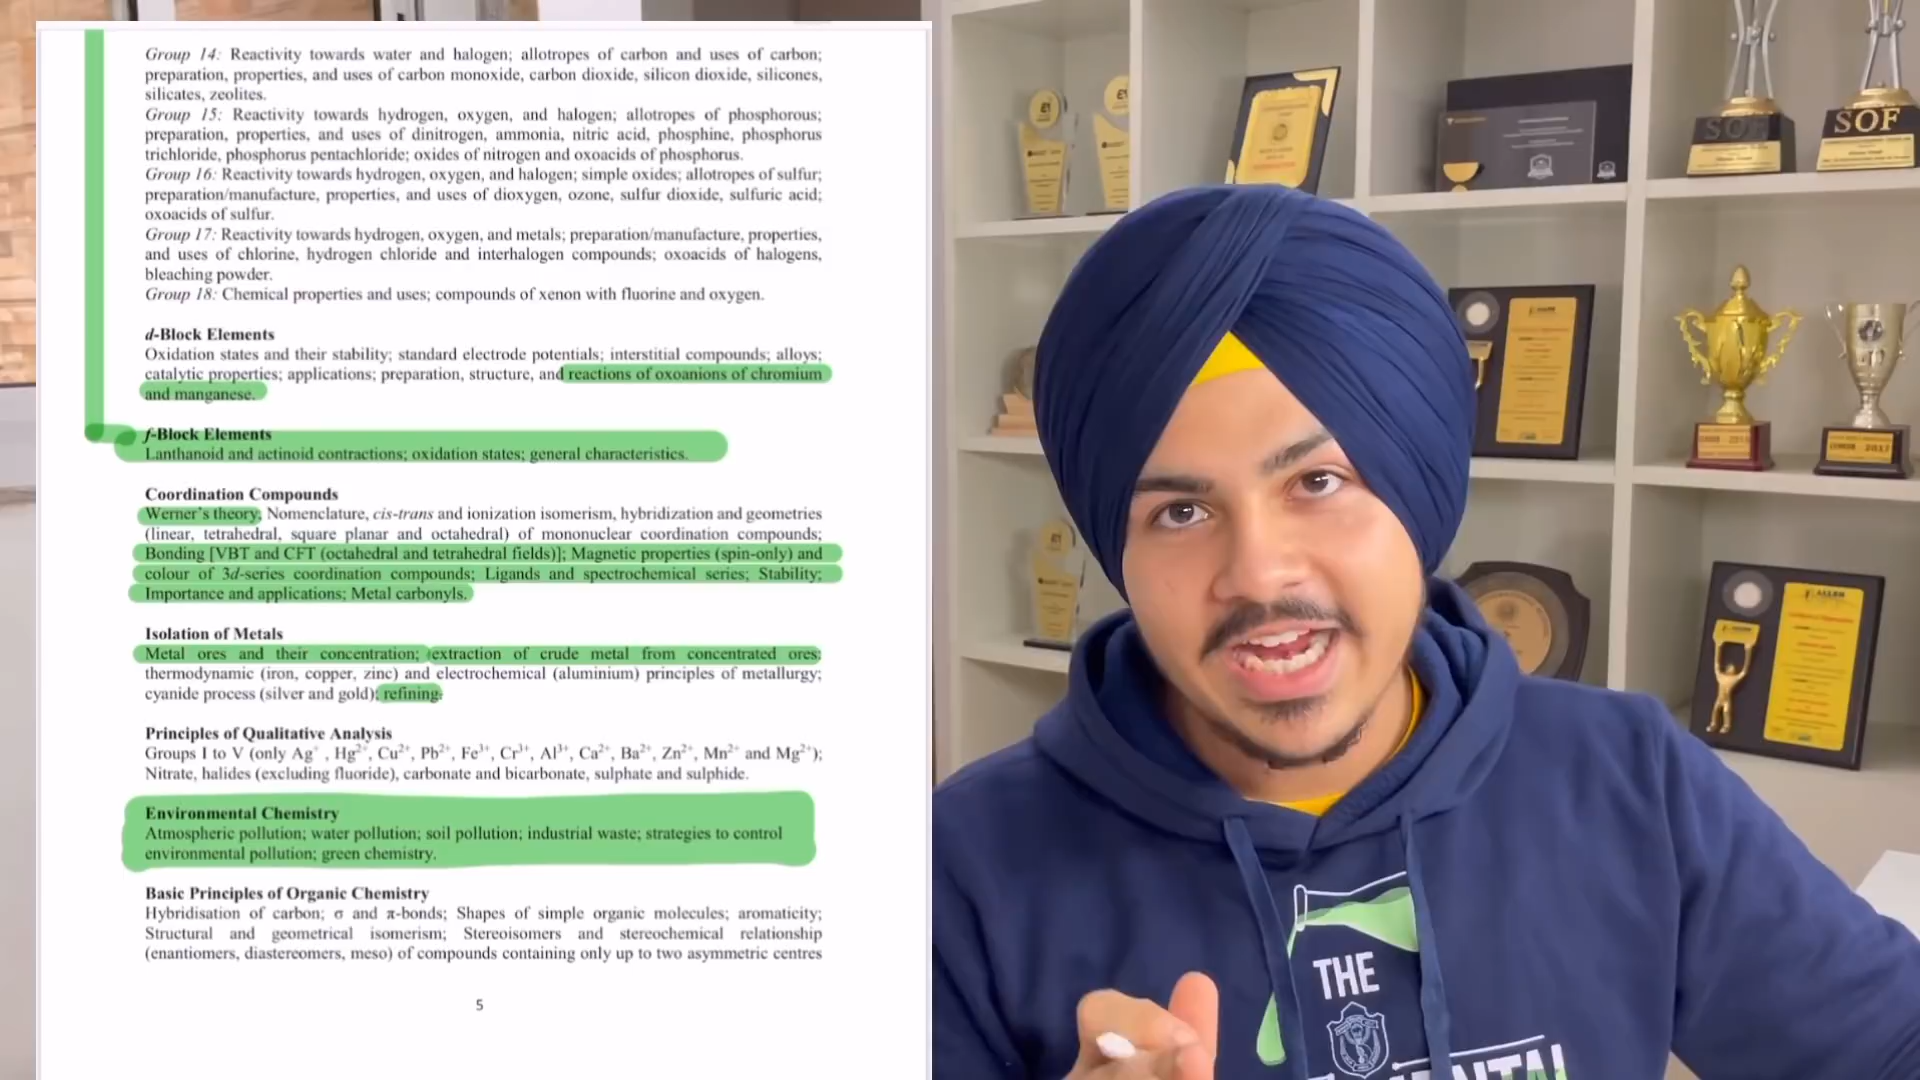 Group 14: Reactivity towards water and halogen; allotropes of carbon and uses of carbon;
preparation, properties, and uses of carbon monoxide, carbon dioxide, silicon dioxide, silicones,
silicates, zeolites.
Group 15: Reactivity towards hydrogen, oxygen, and halogen; allotropes of phosphorous;
preparation, properties, and uses of dinitrogen, ammonia, nitric acid, phosphine, phosphorus
trichloride, phosphorus pentachloride; oxides of nitrogen and oxoacids of phosphorus.
Group 16: Reactivity towards hydrogen, oxygen, and halogen; simple oxides; allotropes of sulfur;
preparation/manufacture, properties, and uses of dioxygen, ozone, sulfur dioxide, sulfuric acid;
oxoacids of sulfur.
Group 17: Reactivity towards hydrogen, oxygen, and metals; preparation/manufacture, properties,
and uses of chlorine, hydrogen chloride and interhalogen compounds; oxoacids of halogens,
bleaching powder.
Group 18: Chemical properties and uses; compounds of xenon with fluorine and oxygen.
d-Block Elements
Oxidation states and their stability; standard electrode potentials; interstitial compounds; alloys;
catalytic properties; applications; preparation, structure, and reactions of oxoanions of chromium
and manganese.
f-Block Elements
Lanthanoid and actinoid contractions; oxidation states; general characteristics.
Coordination Compounds
Werner's theory; Nomenclature, cis-trans and ionization isomerism, hybridization and geometries
(linear, tetrahedral, square planar and octahedral) of mononuclear coordination compounds;
Bonding [VBT and CFT (octahedral and tetrahedral fields)]; Magnetic properties (spin-only) and
colour of 3d-series coordination compounds; Ligands and spectrochemical series; Stability;
Importance and applications; Metal carbonyls.
Isolation of Metals
Metal ores and their concentration; extraction of crude metal from concentrated ores;
thermodynamic (iron, copper, zinc) and electrochemical (aluminium) principles of metallurgy;
cyanide process (silver and gold); refining.
Principles of Qualitative Analysis
Groups I to V (only Ag⁺, Hg²⁺, Cu²⁺, Pb²⁺, Fe³⁺, Cr³⁺, Al³⁺, Ca²⁺, Ba²⁺, Zn²⁺, Mn²⁺ and Mg²⁺);
Nitrate, halides (excluding fluoride), carbonate and bicarbonate, sulphate and sulphide.
Environmental Chemistry
Atmospheric pollution; water pollution; soil pollution; industrial waste; strategies to control
environmental pollution; green chemistry.
Basic Principles of Organic Chemistry
Hybridisation of carbon; σ and π-bonds; Shapes of simple organic molecules; aromaticity;
Structural and geometrical isomerism; Stereoisomers and stereochemical relationship
(enantiomers, diastereomers, meso) of compounds containing only up to two asymmetric centres
5
SOF
SOF
ALLEN
THE